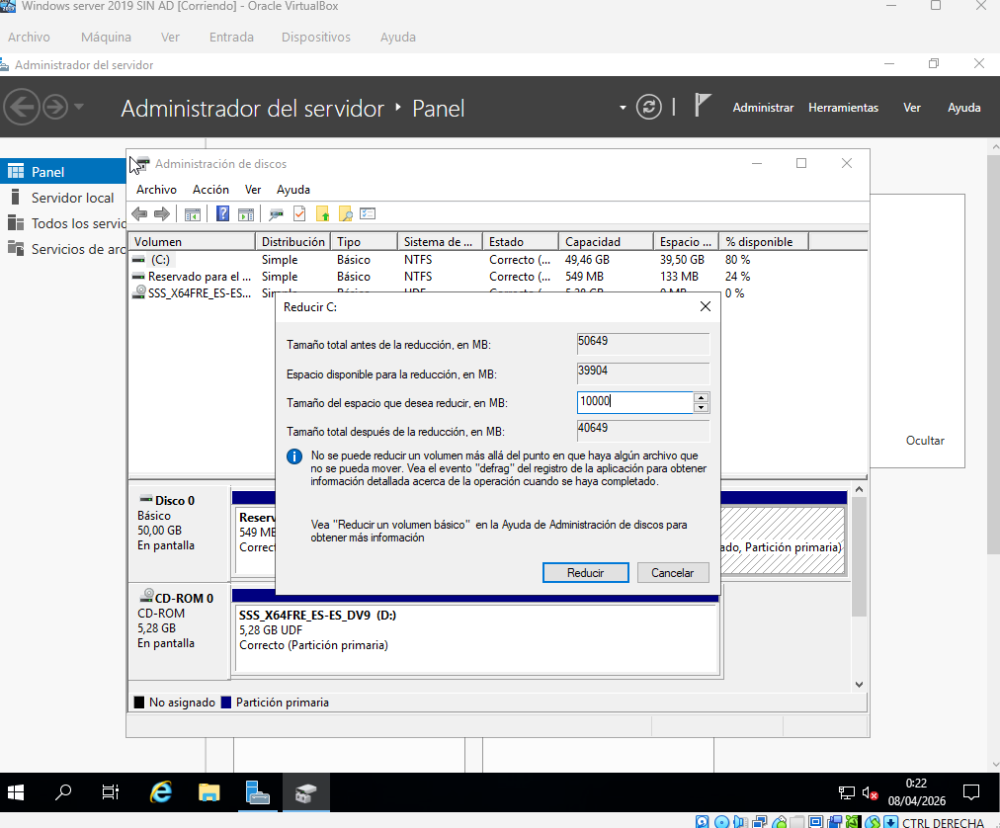 Windows server 2019 SIN AD [Corriendo] - Oracle VirtualBox
Archivo Máquina Ver Entrada Dispositivos Ayuda
Administrador del servidor
Administrador del servidor ‣ Panel
Administrar Herramientas Ver Ayuda
Panel
Servidor local
Todos los servic
Servicios de arc
Administración de discos
Archivo Acción Ver Ayuda
Volumen Distribución Tipo Sistema de ... Estado Capacidad Espacio ... % disponible
(C:) Simple Básico NTFS Correcto (... 49,46 GB 39,50 GB 80 %
Reservado para el ... Simple Básico NTFS Correcto (... 549 MB 133 MB 24 %
SSS_X64FRE_ES-ES... Simple Básico UDF Correcto (... 5,28 GB 0 MB 0 %
Reducir C:
Tamaño total antes de la reducción, en MB: 50649
Espacio disponible para la reducción, en MB: 39904
Tamaño del espacio que desea reducir, en MB: 10000
Tamaño total después de la reducción, en MB: 40649
No se puede reducir un volumen más allá del punto en que haya algún archivo que
no se pueda mover. Vea el evento "defrag" del registro de la aplicación para obtener
información detallada acerca de la operación cuando se haya completado.
Vea "Reducir un volumen básico" en la Ayuda de Administración de discos para
obtener más información
Reducir Cancelar
Ocultar
Disco 0
Básico
50,00 GB
En pantalla
Reserv
549 ME
Correct
ado, Partición primaria)
CD-ROM 0
CD-ROM
5,28 GB
En pantalla
SSS_X64FRE_ES-ES_DV9 (D:)
5,28 GB UDF
Correcto (Partición primaria)
No asignado Partición primaria
0:22
08/04/2026
CTRL DERECHA